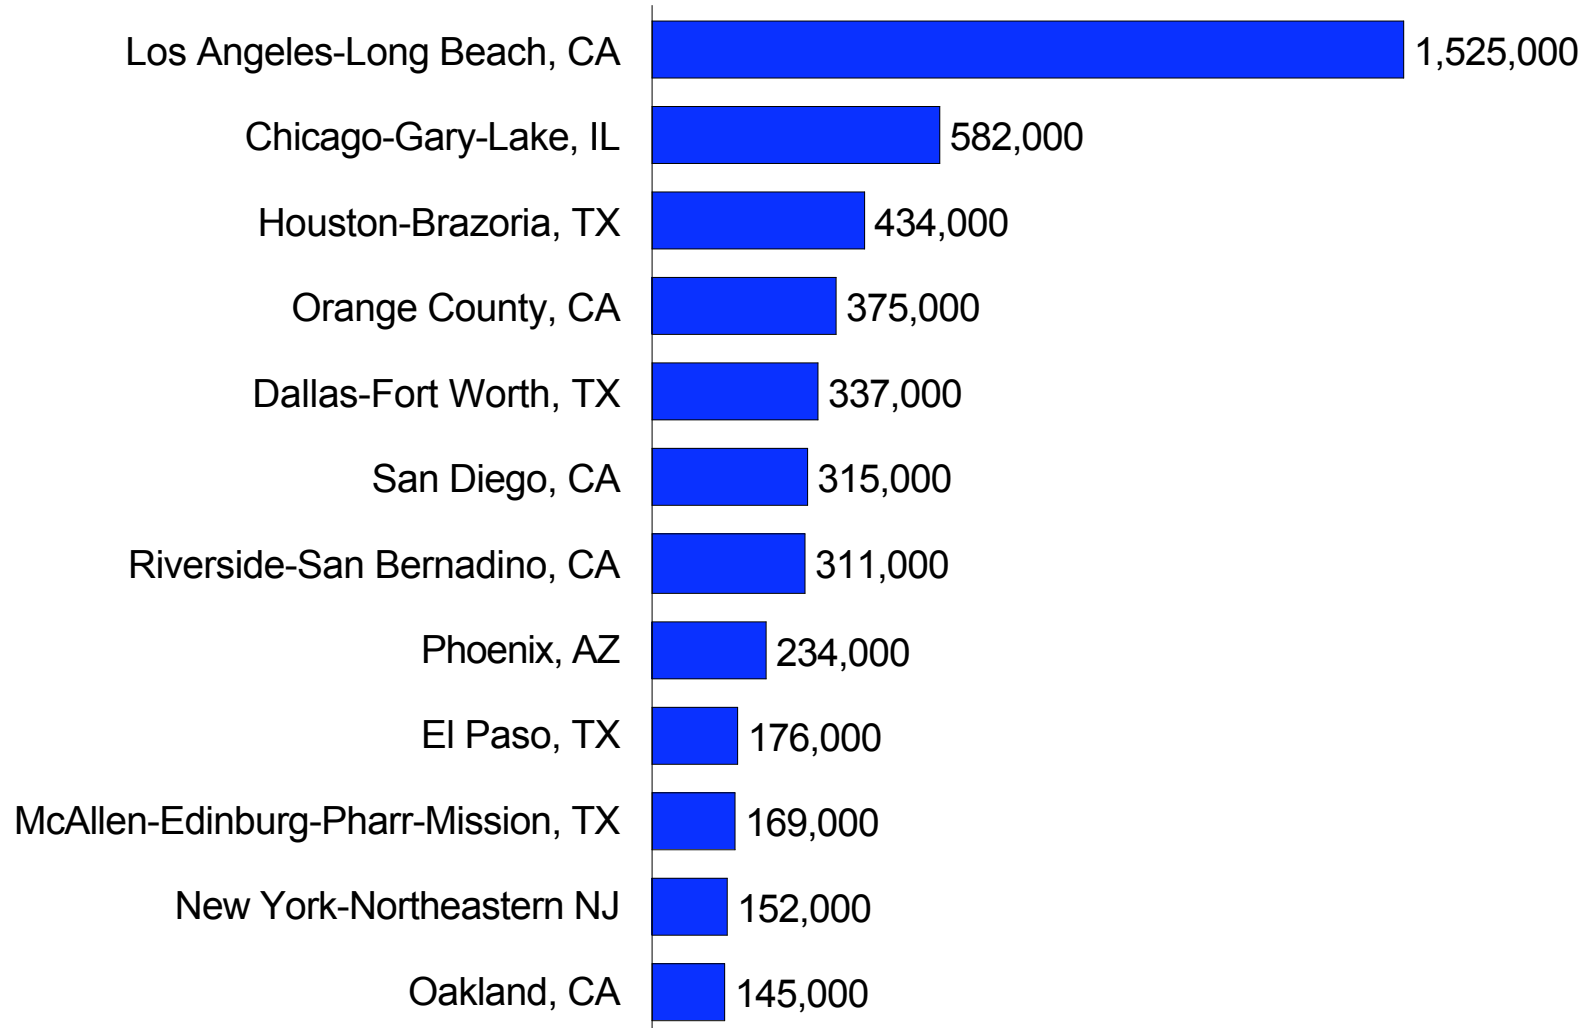 Los Angeles-Long Beach, CA 1,525,000
Chicago-Gary-Lake, IL 582,000
Houston-Brazoria, TX 434,000
Orange County, CA 375,000
Dallas-Fort Worth, TX 337,000
San Diego, CA 315,000
Riverside-San Bernadino, CA 311,000
Phoenix, AZ 234,000
El Paso, TX 176,000
McAllen-Edinburg-Pharr-Mission, TX 169,000
New York-Northeastern NJ 152,000
Oakland, CA 145,000